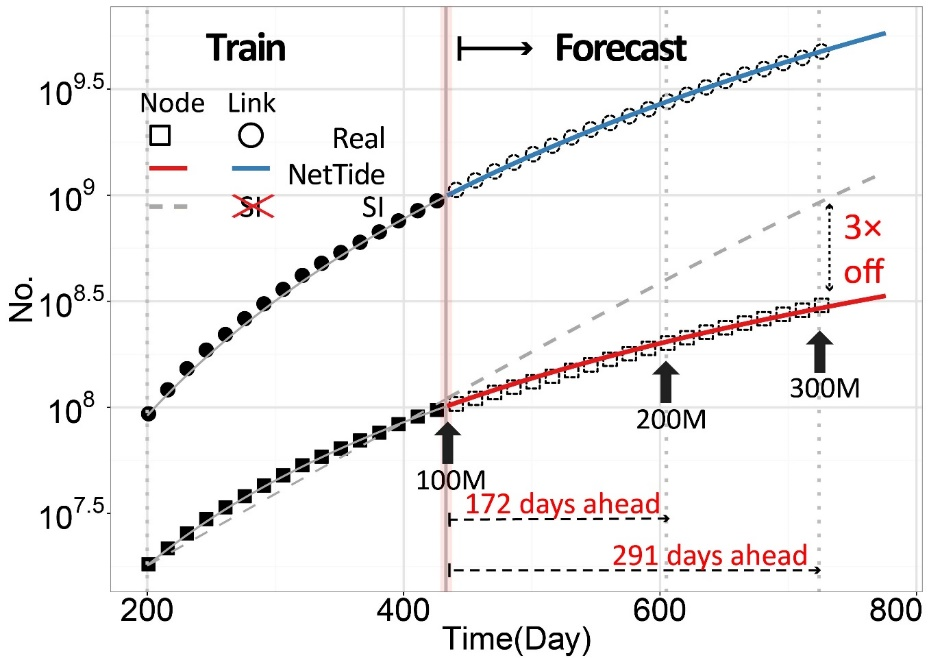 Train
Forecast
Node Link
Real
NetTide
SI SI
10^9.5
10^9
10^8.5
10^8
10^7.5
No.
3×
off
300M
200M
100M
172 days ahead
291 days ahead
200 400 600 800
Time(Day)